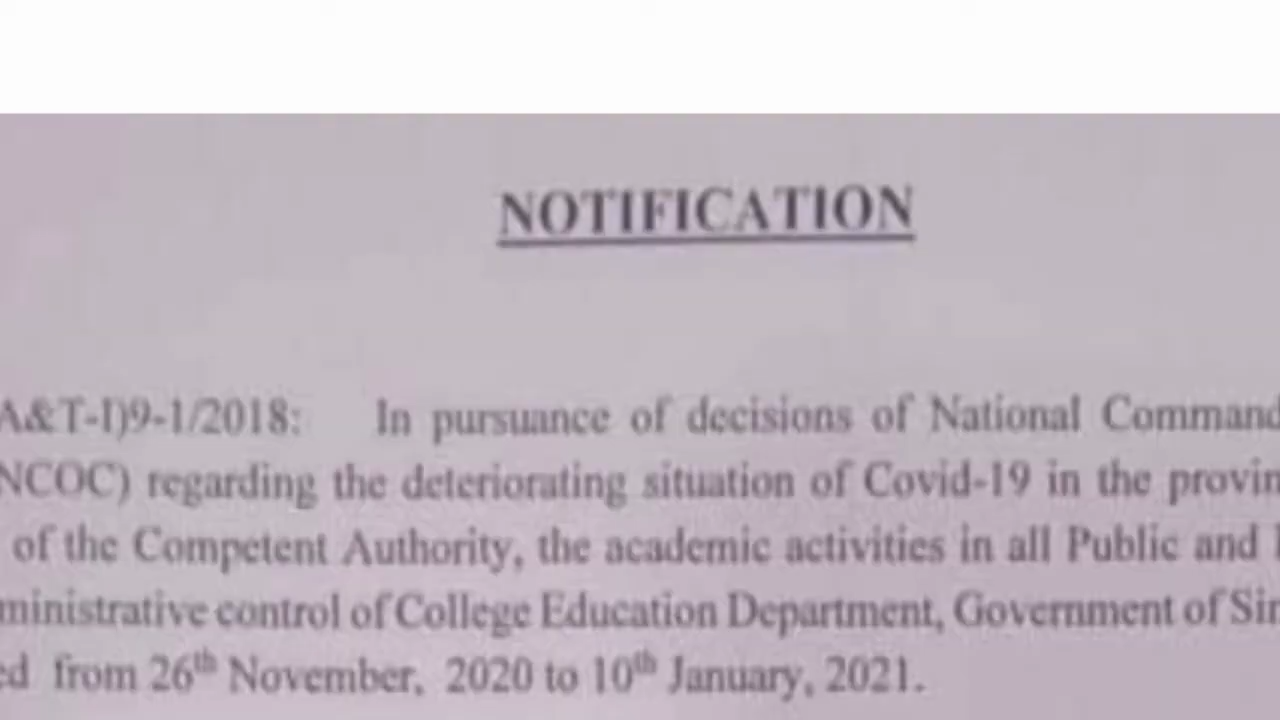 NOTIFICATION
A&T-I)9-1/2018: In pursuance of decisions of National Command
NCOC) regarding the deteriorating situation of Covid-19 in the provin
of the Competent Authority, the academic activities in all Public and
ministrative control of College Education Department, Government of Sin
ed from 26th November, 2020 to 10th January, 2021.